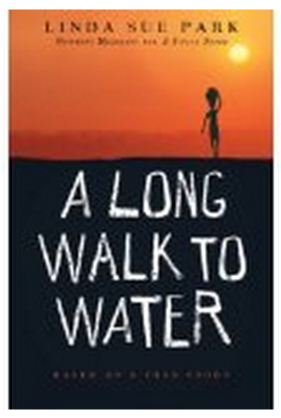 LINDA SUE PARK
A LONG
WALK TO
WATER
BASED ON A TRUE STORY